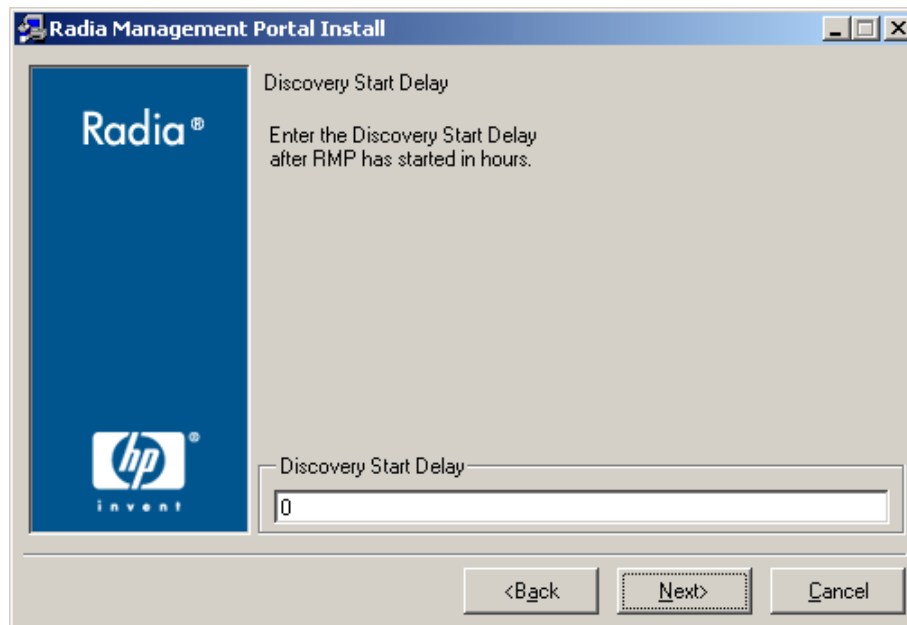 Radia Management Portal Install
Radia®
Discovery Start Delay
Enter the Discovery Start Delay
after RMP has started in hours.
hp®
invent
Discovery Start Delay
0
<Back
Next>
Cancel